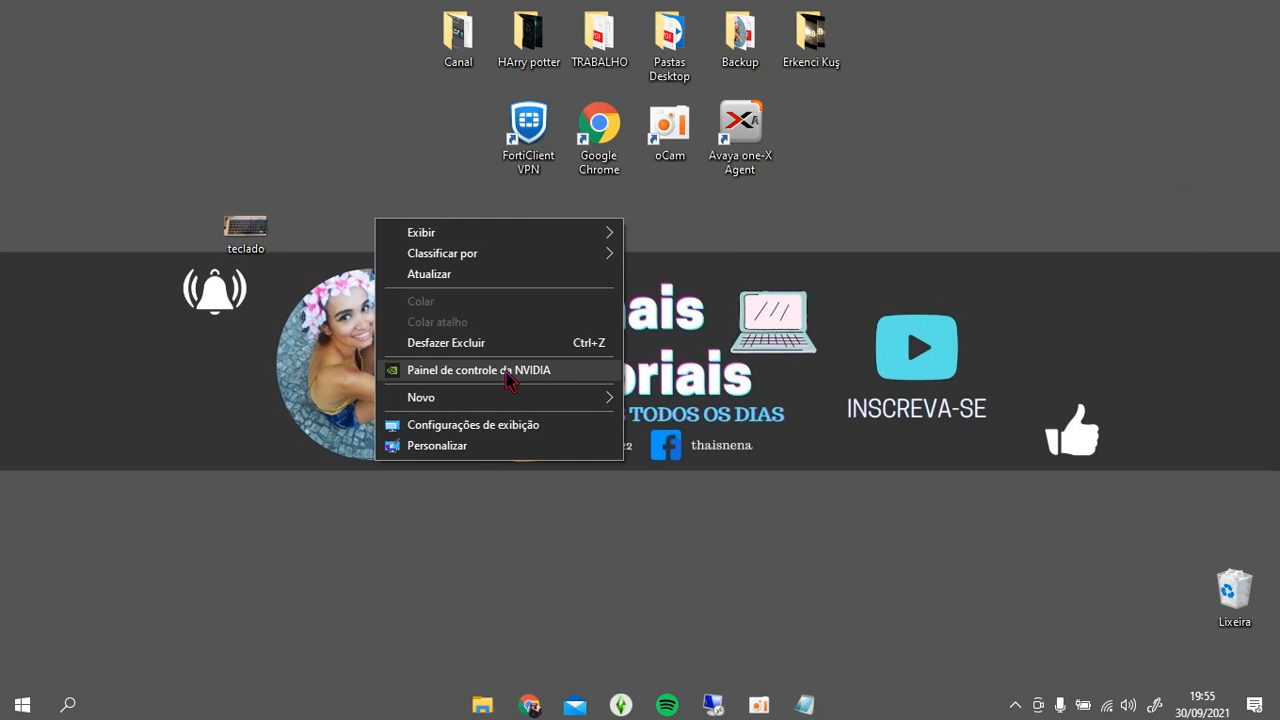 Canal
HArry potter
TRABALHO
Pastas
Desktop
Backup
Erkenci Kuş
FortiClient
VPN
Google
Chrome
oCam
Avaya one-X
Agent
teclado
Exibir
Classificar por
Atualizar
Colar
Colar atalho
Desfazer Excluir Ctrl+Z
Painel de controle da NVIDIA
Novo
Configurações de exibição
Personalizar
ais
riais
TODOS OS DIAS
22
thaisnena
INSCREVA-SE
Lixeira
19:55
30/09/2021